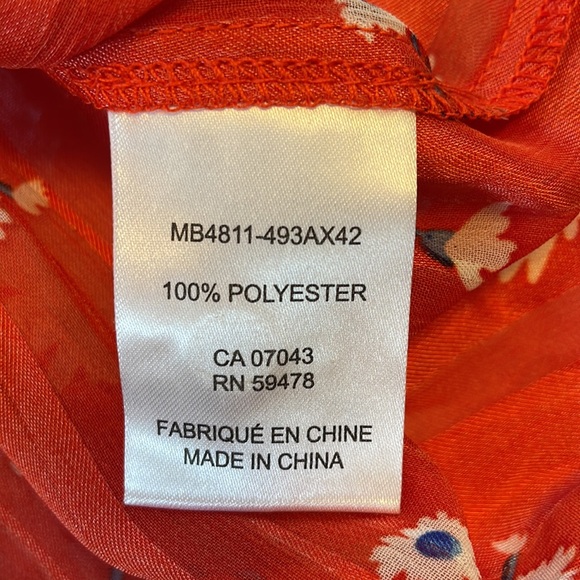 MB4811-493AX42
100% POLYESTER
CA 07043
RN 59478
FABRIQUÉ EN CHINE
MADE IN CHINA